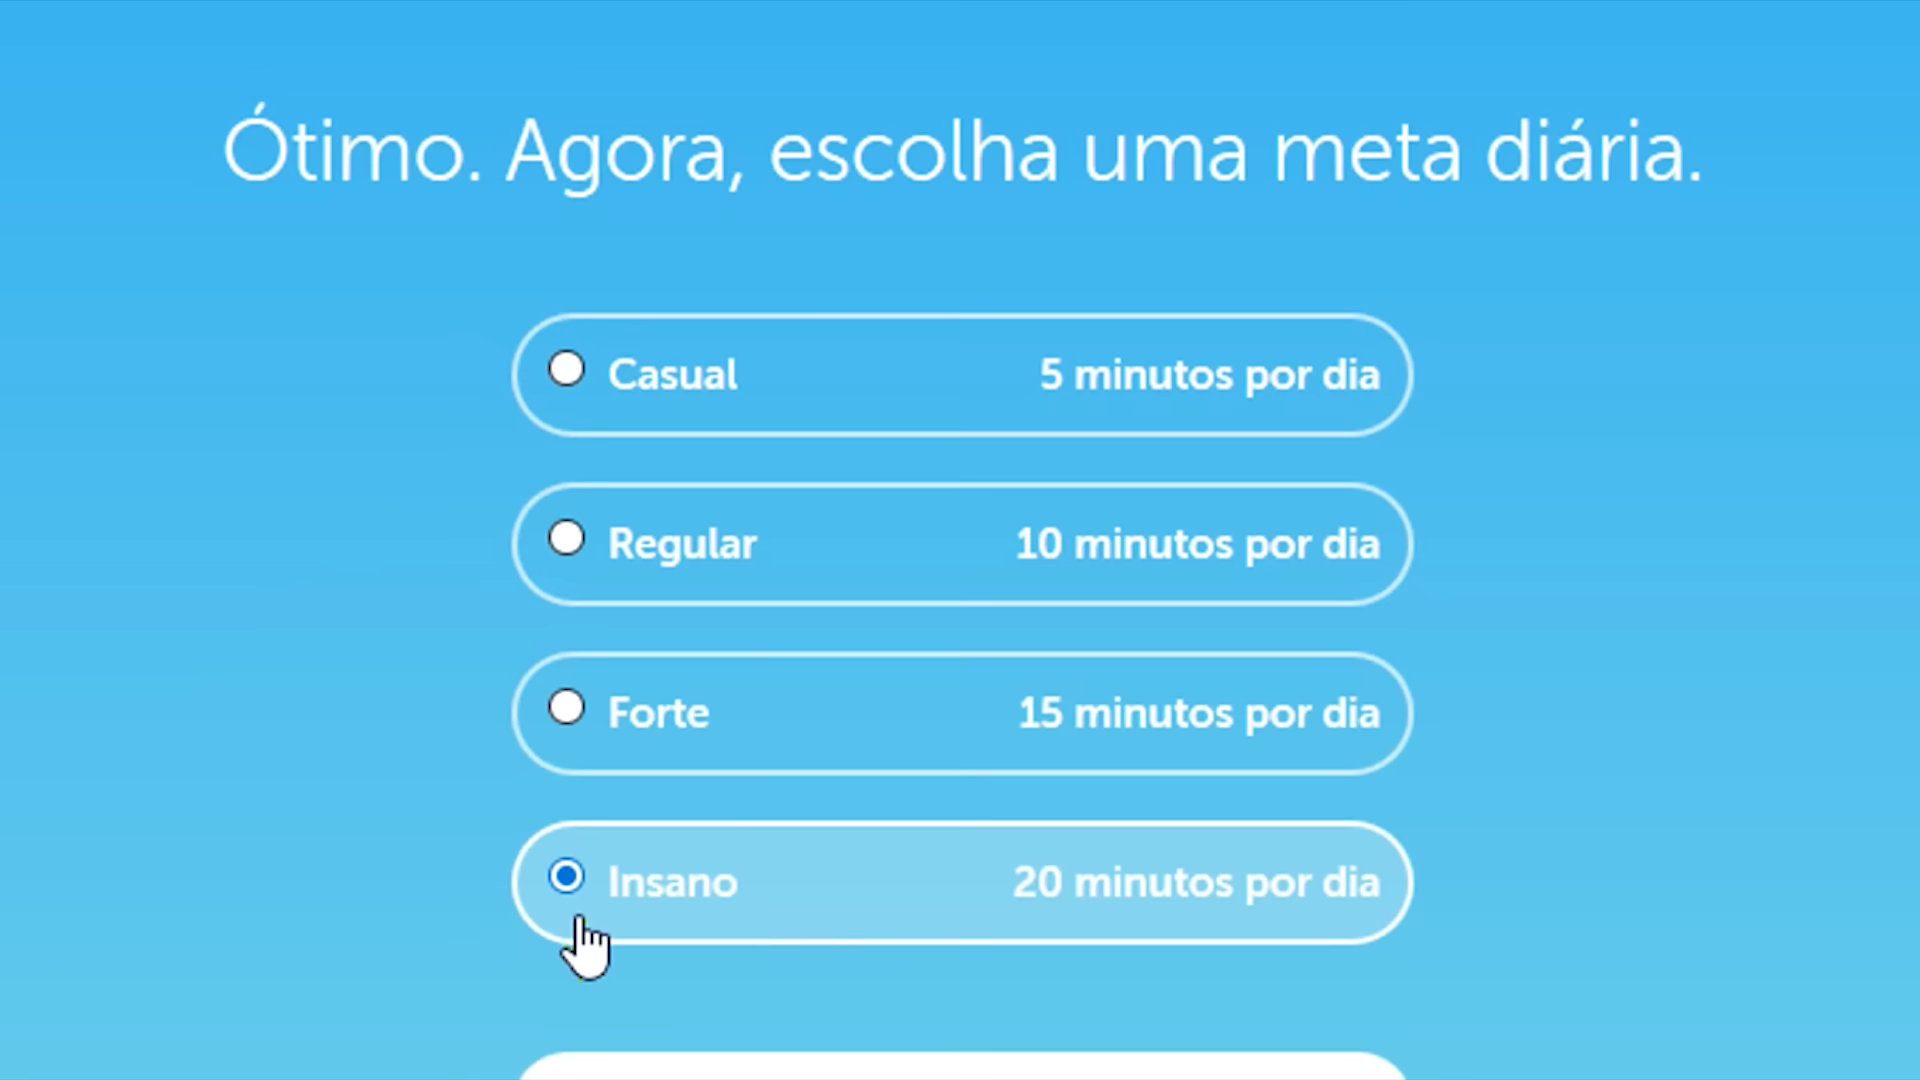 Ótimo. Agora, escolha uma meta diária.
Casual 5 minutos por dia
Regular 10 minutos por dia
Forte 15 minutos por dia
Insano 20 minutos por dia